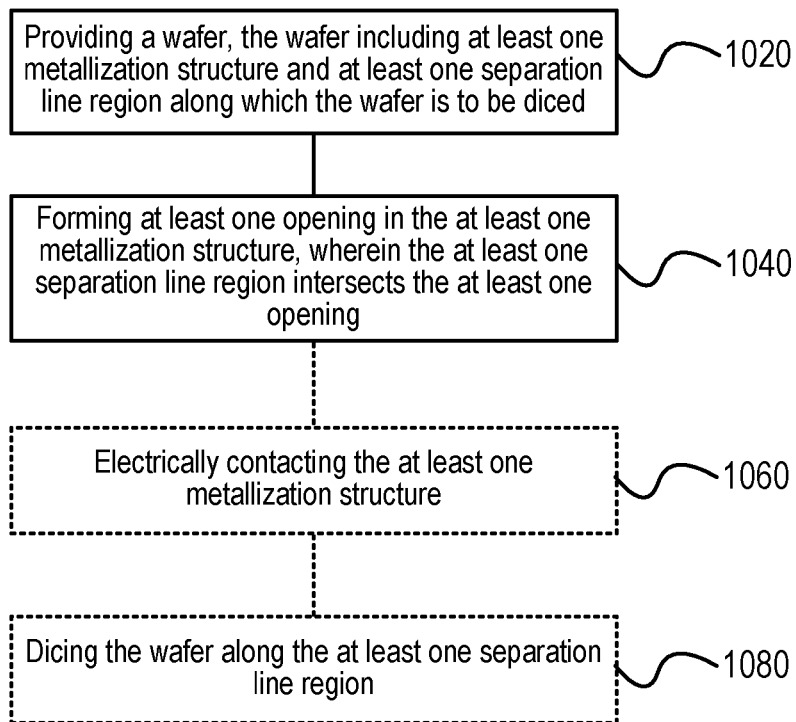 Providing a wafer, the wafer including at least one
metallization structure and at least one separation
line region along which the wafer is to be diced
1020
Forming at least one opening in the at least one
metallization structure, wherein the at least one
separation line region intersects the at least one
opening
1040
Electrically contacting the at least one
metallization structure
1060
Dicing the wafer along the at least one separation
line region
1080